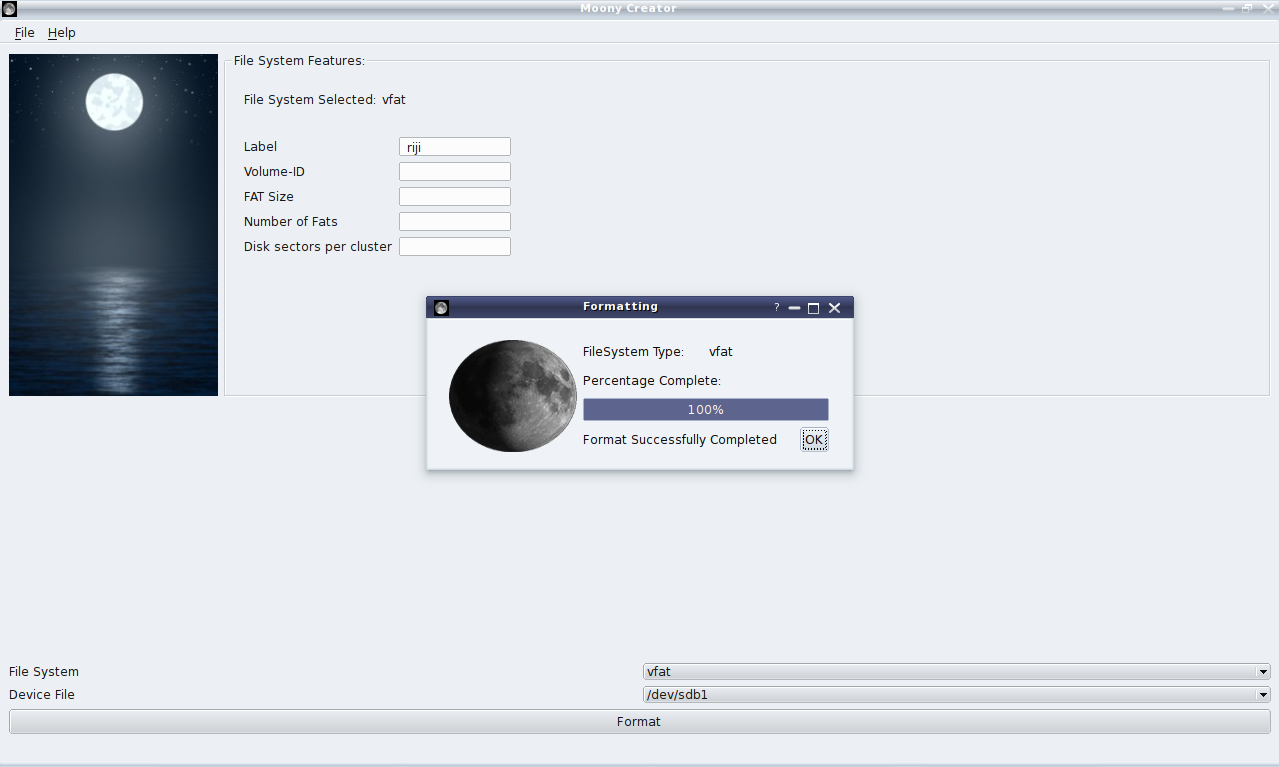 Moony Creator
File Help
File System Features:
File System Selected: vfat
Label riji
Volume-ID
FAT Size
Number of Fats
Disk sectors per cluster
Formatting ?
FileSystem Type: vfat
Percentage Complete:
100%
Format Successfully Completed OK
File System vfat
Device File /dev/sdb1
Format